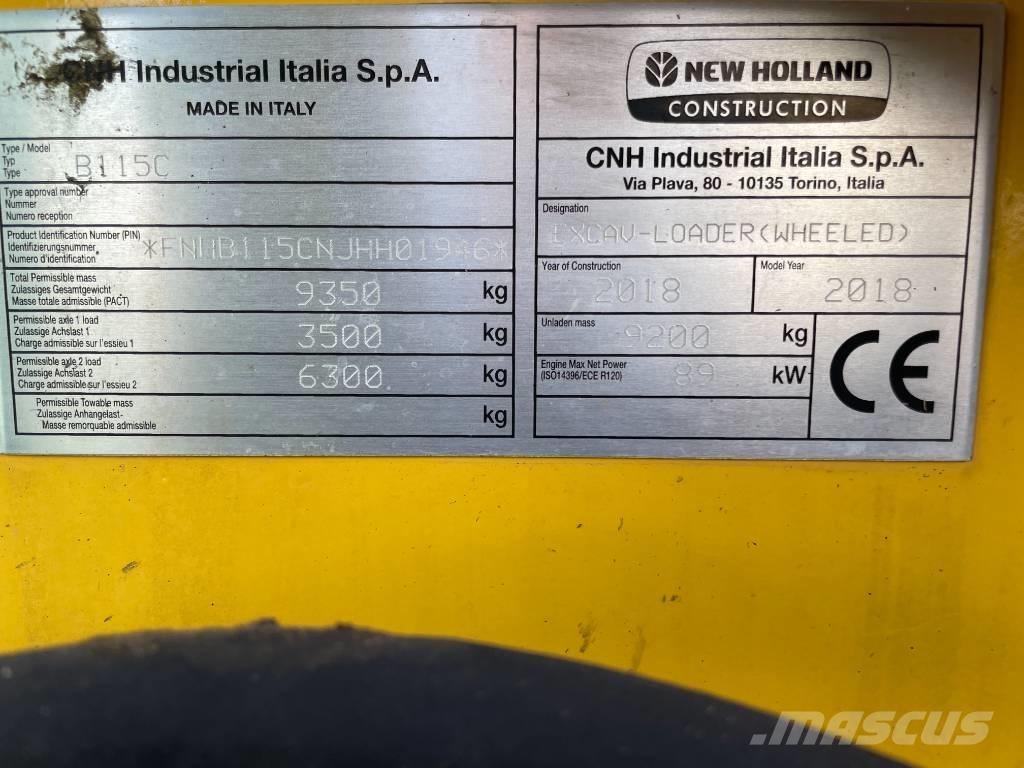 CNH Industrial Italia S.p.A.
MADE IN ITALY
Type / Model
Typ
Type
B115C
Type approval number
Nummer
Numero reception
Product Identification Number (PIN)
Identifizierungsnummer
Numero d'identification
Total Permissible mass
Zulassiges Gesamtgewicht
Masse totale admissible (PACT)
9350 kg
Permissible axle 1 load
Zulassige Achslast 1
Charge admissible sur l'essieu 1
3500 kg
Permissible axle 2 load
Zulassige Achslast 2
Charge admissible sur l'essieu 2
6300 kg
Permissible Towable mass
Zulassige Anhangelast-
Masse remorquable admissible
kg
NEW HOLLAND
CONSTRUCTION
CNH Industrial Italia S.p.A.
Via Plava, 80 - 10135 Torino, Italia
Designation
EXCAV-LOADER(WHEELED)
Year of Construction
2018
Model Year
2018
Unladen mass
9200 kg
Engine Max Net Power
(ISO14396/ECE R120)
89 kW
CE
MASCUS